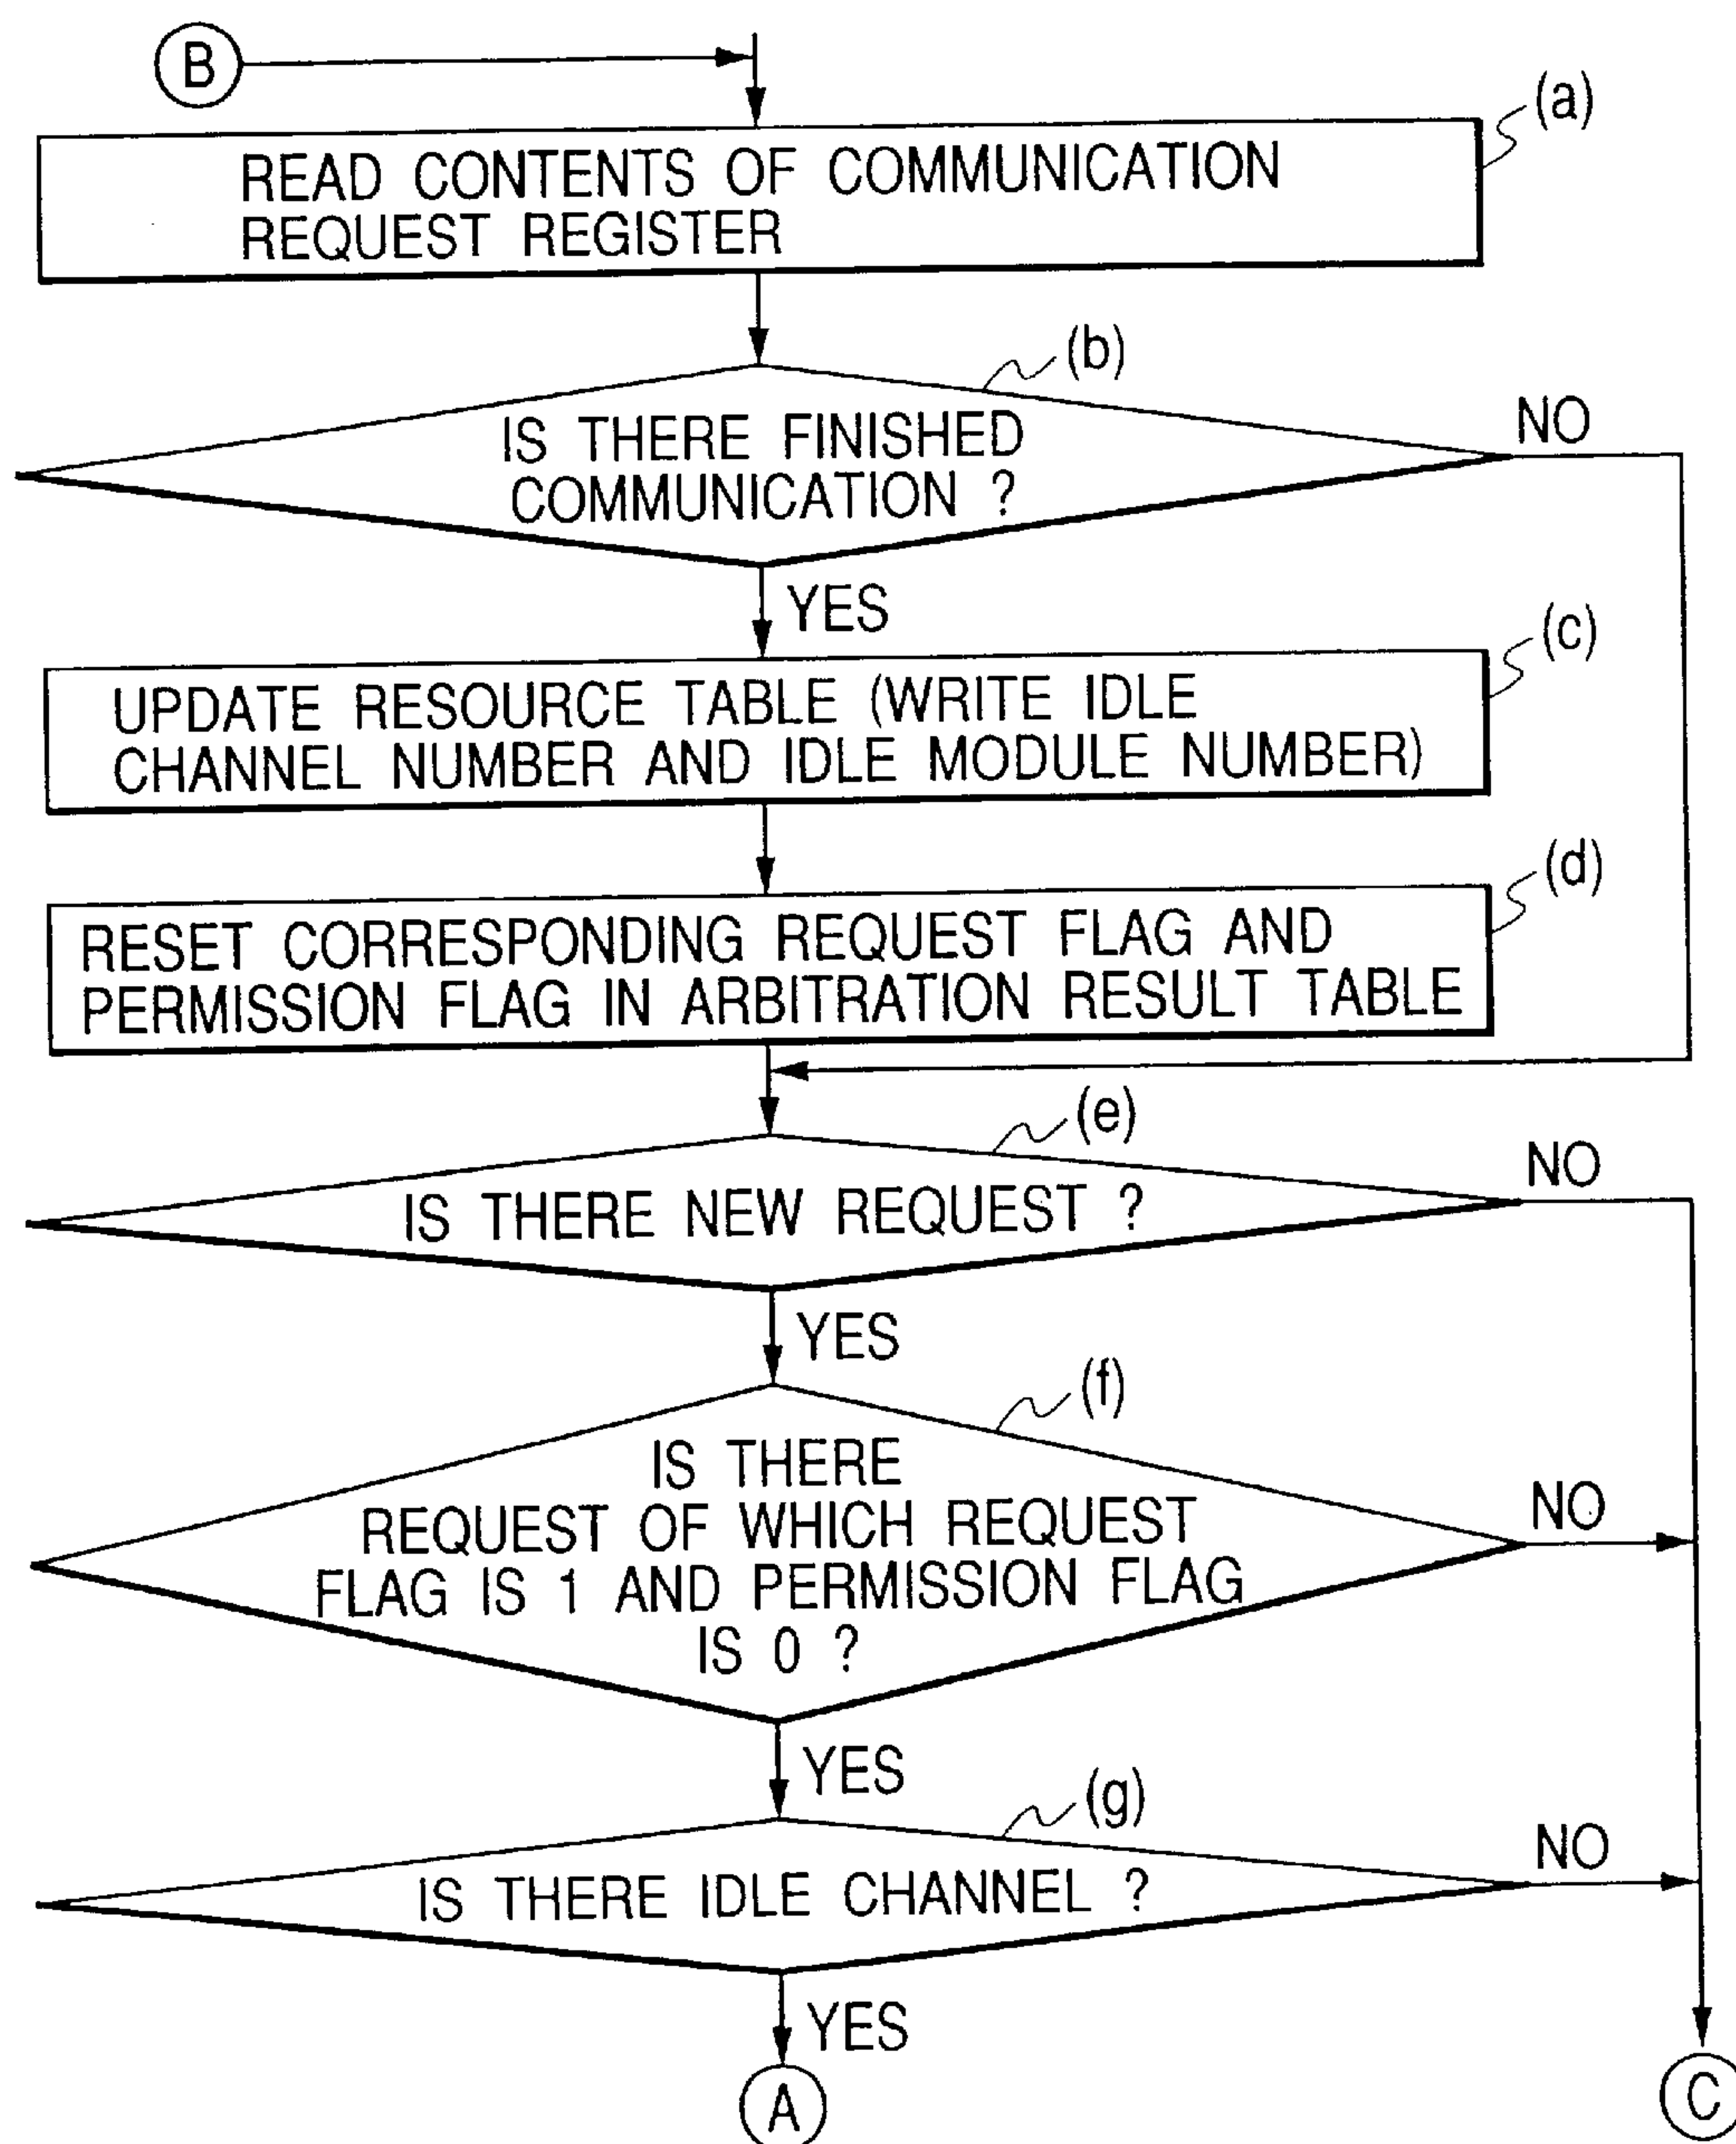 B
(a)
READ CONTENTS OF COMMUNICATION
REQUEST REGISTER
(b)
IS THERE FINISHED
COMMUNICATION ?
NO
YES
(c)
UPDATE RESOURCE TABLE (WRITE IDLE
CHANNEL NUMBER AND IDLE MODULE NUMBER)
(d)
RESET CORRESPONDING REQUEST FLAG AND
PERMISSION FLAG IN ARBITRATION RESULT TABLE
(e)
IS THERE NEW REQUEST ?
NO
YES
(f)
IS THERE
REQUEST OF WHICH REQUEST
FLAG IS 1 AND PERMISSION FLAG
IS 0 ?
NO
YES
(g)
IS THERE IDLE CHANNEL ?
NO
YES
A
C